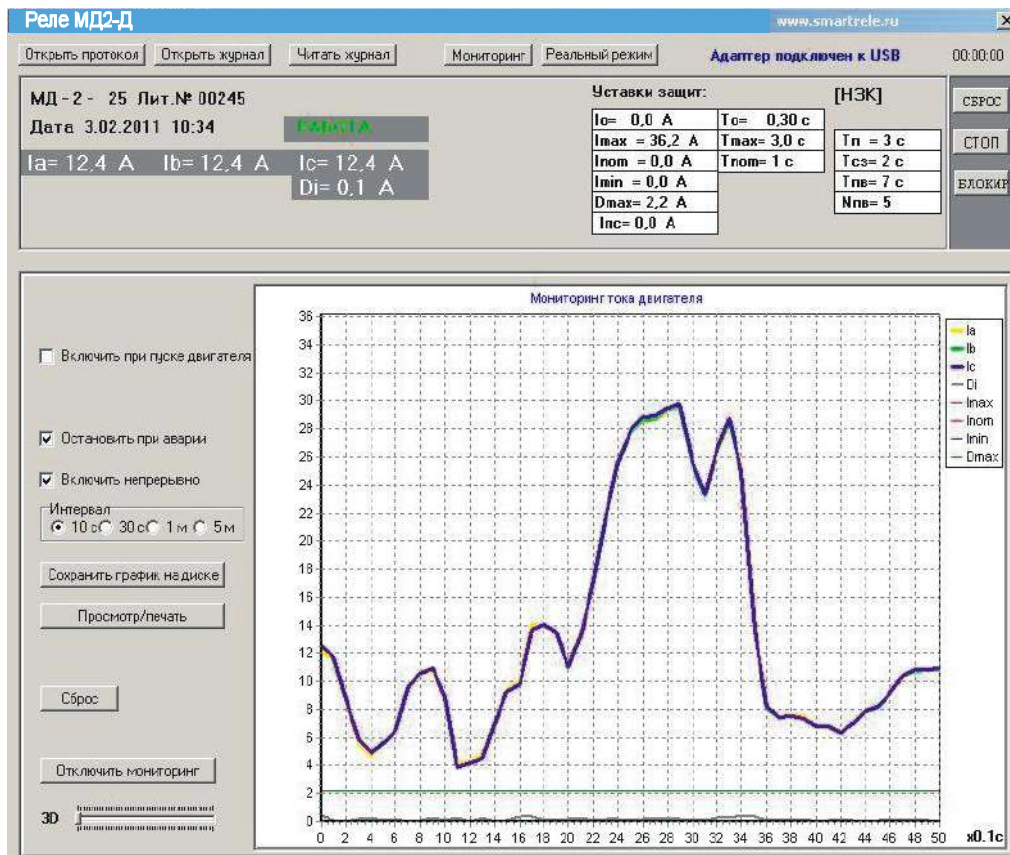 Реле МД2-Д www.smartrele.ru X
Открыть протокол Открыть журнал Читать журнал Мониторинг Реальный режим Адаптер подключен к USB 00:00:00
МД - 2 - 25 Лит.№ 00245
Дата 3.02.2011 10:34 РАБОТА
Ia= 12,4 A Ib= 12,4 A Ic= 12,4 A
Di= 0,1 A
Уставки защит: [НЗК]
Io= 0,0 A To= 0,30 с
Imax = 36,2 A Tmax= 3,0 с
Inom = 0,0 A Tnom= 1 с
Imin = 0,0 A
Dmax= 2,2 A
Inc= 0,0 A
Тп = 3 с
Тсз= 2 с
Тпв= 7 с
Nпв= 5
СБРОС
СТОП
БЛОКИР
Включить при пуске двигателя
Остановить при аварии
Включить непрерывно
Интервал
10 с 30 с 1 м 5 м
Сохранить график на диске
Просмотр/печать
Сброс
Отключить мониторинг
3D
Мониторинг тока двигателя
36
34
32
30
28
26
24
22
20
18
16
14
12
10
8
6
4
2
0
0 2 4 6 8 10 12 14 16 18 20 22 24 26 28 30 32 34 36 38 40 42 44 46 48 50 x0.1c
Ia
Ib
Ic
Di
Imax
Inom
Imin
Dmax